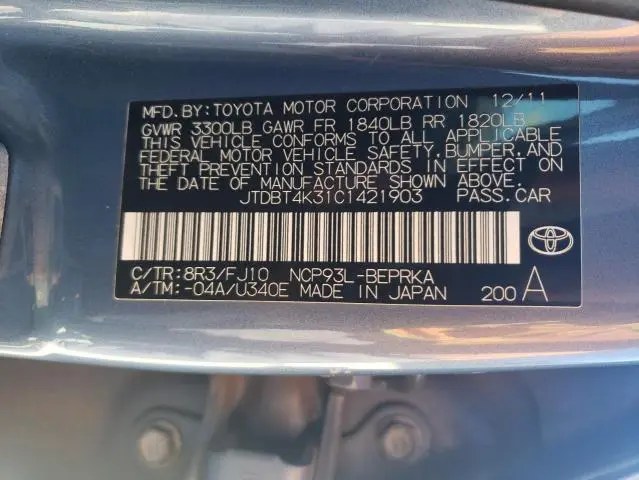 MFD.BY:TOYOTA MOTOR CORPORATION 12/11
GVWR 3300LB GAWR FR 1840LB RR 1820LB
THIS VEHICLE CONFORMS TO ALL APPLICABLE
FEDERAL MOTOR VEHICLE SAFETY,BUMPER,AND
THEFT PREVENTION STANDARDS IN EFFECT ON
THE DATE OF MANUFACTURE SHOWN ABOVE.
JTDBT4K31C1421903 PASS.CAR
C/TR:8R3/FJ10 NCP93L-BEPRKA
A/TM:-04A/U340E MADE IN JAPAN 200 A